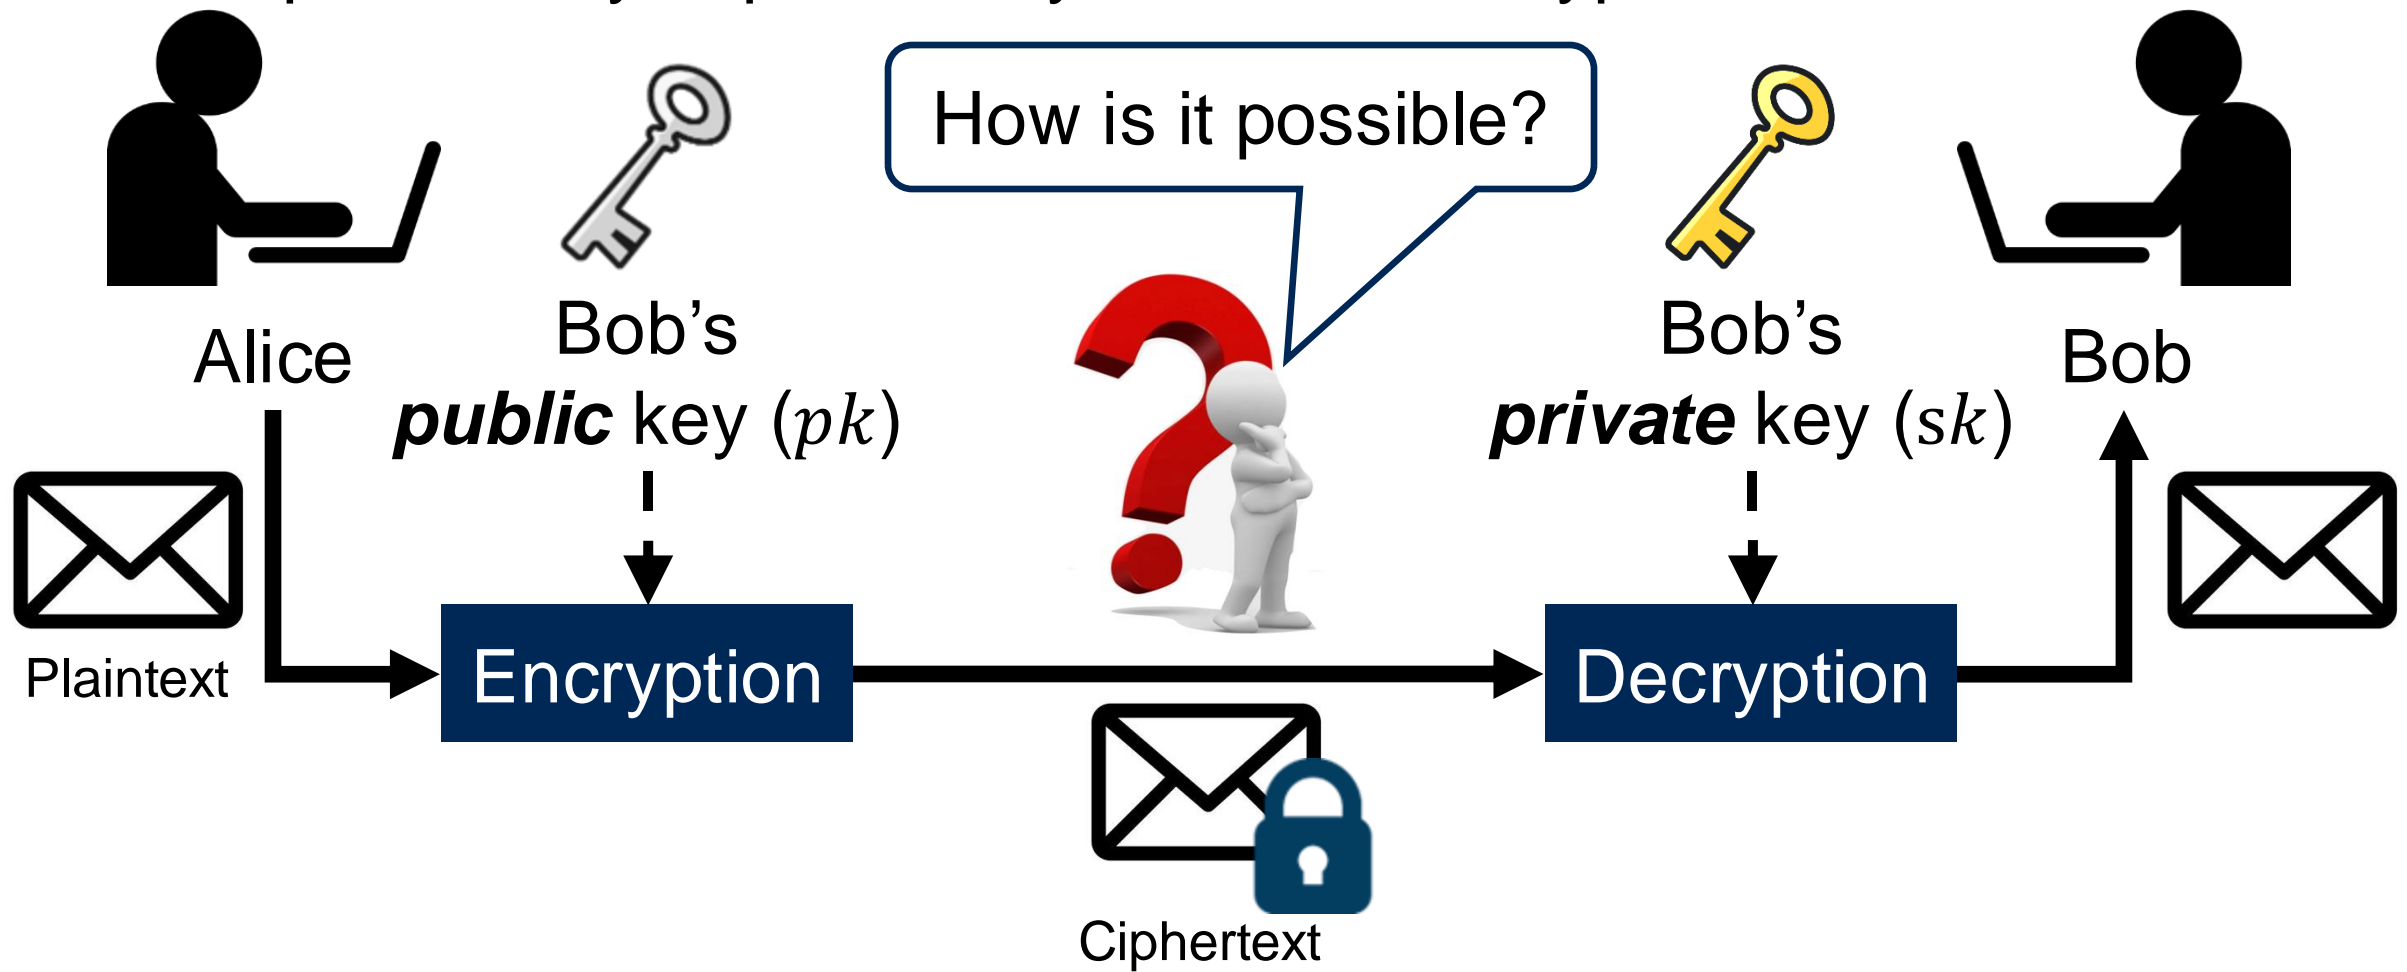 How is it possible?
Alice
Bob's
public key (pk)
Bob's
private key (sk)
Bob
Plaintext
Encryption
Decryption
Ciphertext